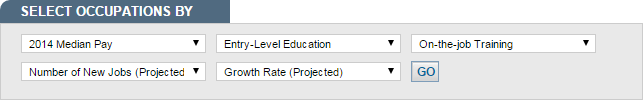 SELECT OCCUPATIONS BY
2014 Median Pay Entry-Level Education On-the-job Training
Number of New Jobs (Projected Growth Rate (Projected) GO